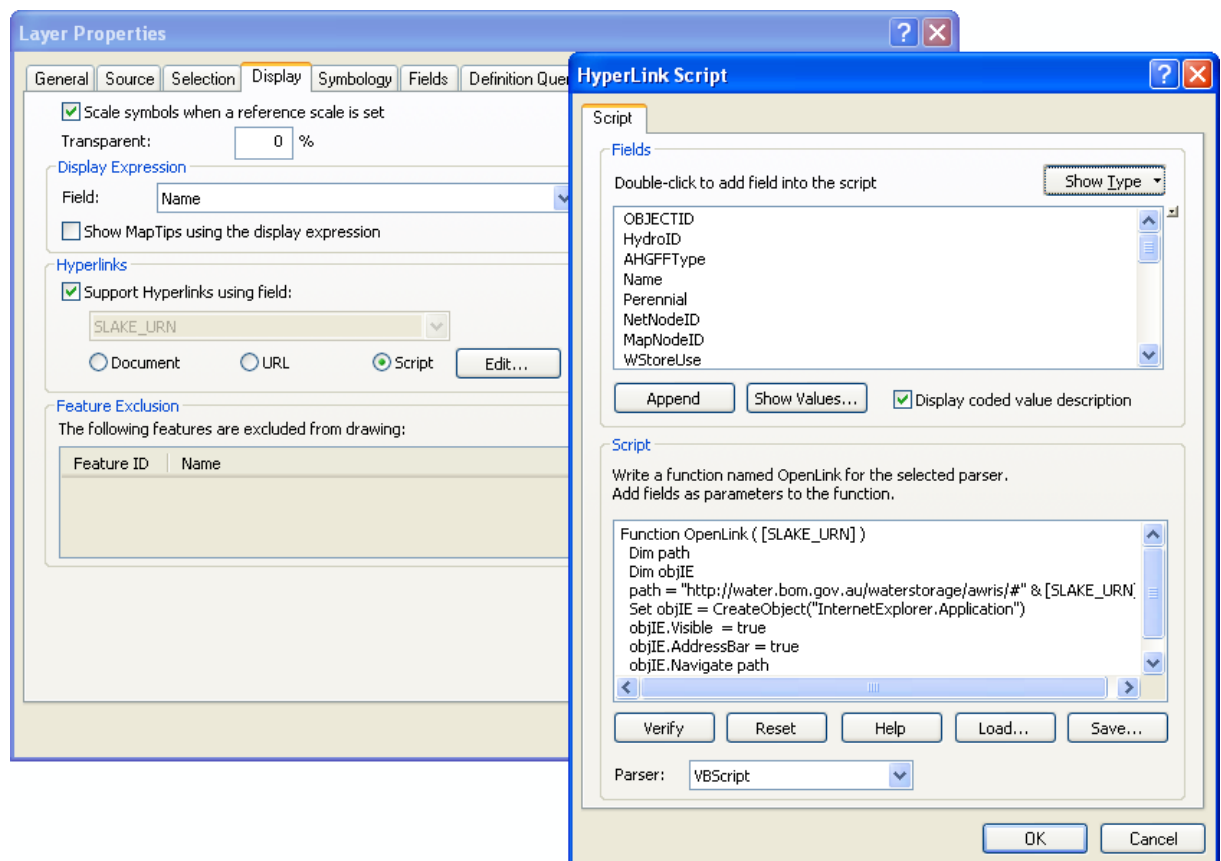 Layer Properties
General Source Selection Display Symbology Fields Definition Quer
Scale symbols when a reference scale is set
Transparent: 0 %
Display Expression
Field: Name
Show MapTips using the display expression
Hyperlinks
Support Hyperlinks using field:
SLAKE_URN
Document URL Script Edit...
Feature Exclusion
The following features are excluded from drawing:
Feature ID Name
HyperLink Script
Script
Fields
Double-click to add field into the script Show Type
OBJECTID
HydroID
AHGFFType
Name
Perennial
NetNodeID
MapNodeID
WStoreUse
Append Show Values... Display coded value description
Script
Write a function named OpenLink for the selected parser.
Add fields as parameters to the function.
Function OpenLink ( [SLAKE_URN] )
Dim path
Dim objIE
path = "http://water.bom.gov.au/waterstorage/awris/#" & [SLAKE_URN]
Set objIE = CreateObject("InternetExplorer.Application")
objIE.Visible = true
objIE.AddressBar = true
objIE.Navigate path
Verify Reset Help Load... Save...
Parser: VBScript
OK Cancel